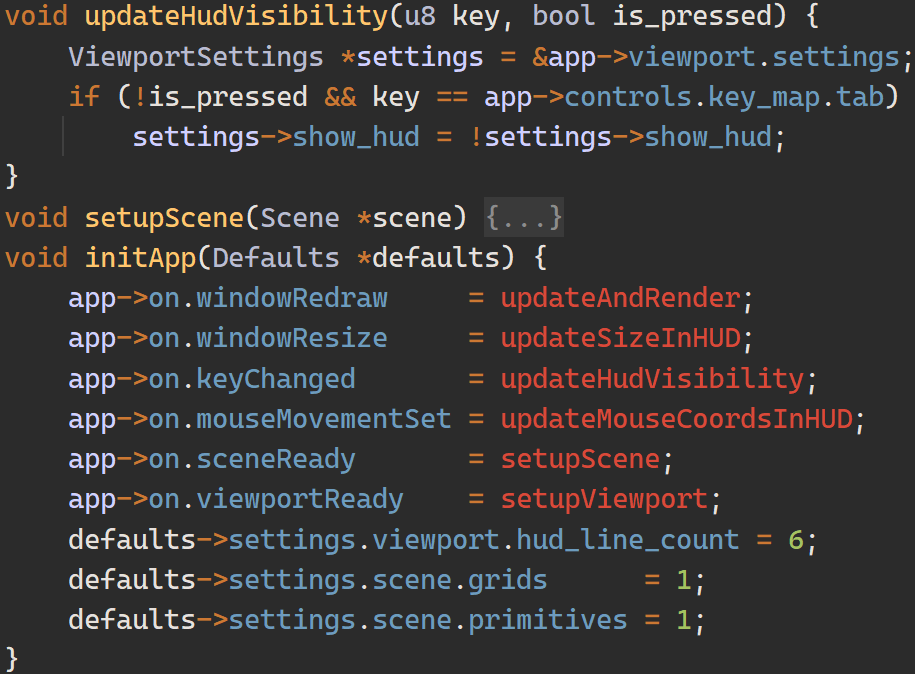 void updateHudVisibility(u8 key, bool is_pressed) {
    ViewportSettings *settings = &app->viewport.settings;
    if (!is_pressed && key == app->controls.key_map.tab)
        settings->show_hud = !settings->show_hud;
}
void setupScene(Scene *scene) {...}
void initApp(Defaults *defaults) {
    app->on.windowRedraw     = updateAndRender;
    app->on.windowResize     = updateSizeInHUD;
    app->on.keyChanged       = updateHudVisibility;
    app->on.mouseMovementSet = updateMouseCoordsInHUD;
    app->on.sceneReady       = setupScene;
    app->on.viewportReady    = setupViewport;
    defaults->settings.viewport.hud_line_count = 6;
    defaults->settings.scene.grids      = 1;
    defaults->settings.scene.primitives = 1;
}